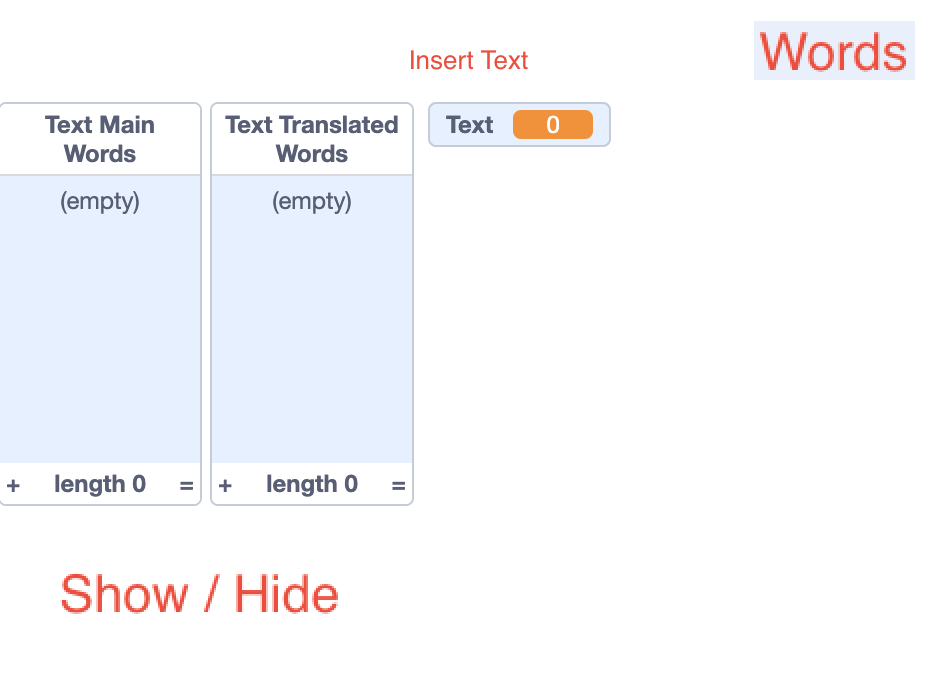 Words
Insert Text
Text Main
Words
(empty)
+ length 0 =
Text Translated
Words
(empty)
+ length 0 =
Text 0
Show / Hide